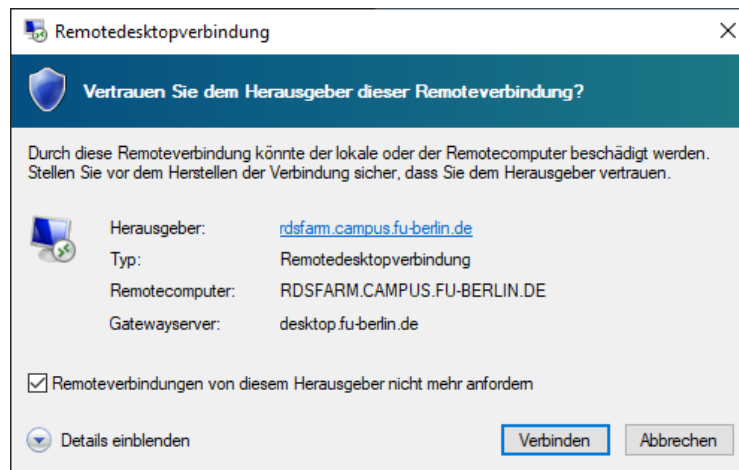 Remotedesktopverbindung
Vertrauen Sie dem Herausgeber dieser Remoteverbindung?
Durch diese Remoteverbindung könnte der lokale oder der Remotecomputer beschädigt werden.
Stellen Sie vor dem Herstellen der Verbindung sicher, dass Sie dem Herausgeber vertrauen.
Herausgeber: rdsfarm.campus.fu-berlin.de
Typ: Remotedesktopverbindung
Remotecomputer: RDSFARM.CAMPUS.FU-BERLIN.DE
Gatewayserver: desktop.fu-berlin.de
Remoteverbindungen von diesem Herausgeber nicht mehr anfordern
Details einblenden Verbinden Abbrechen